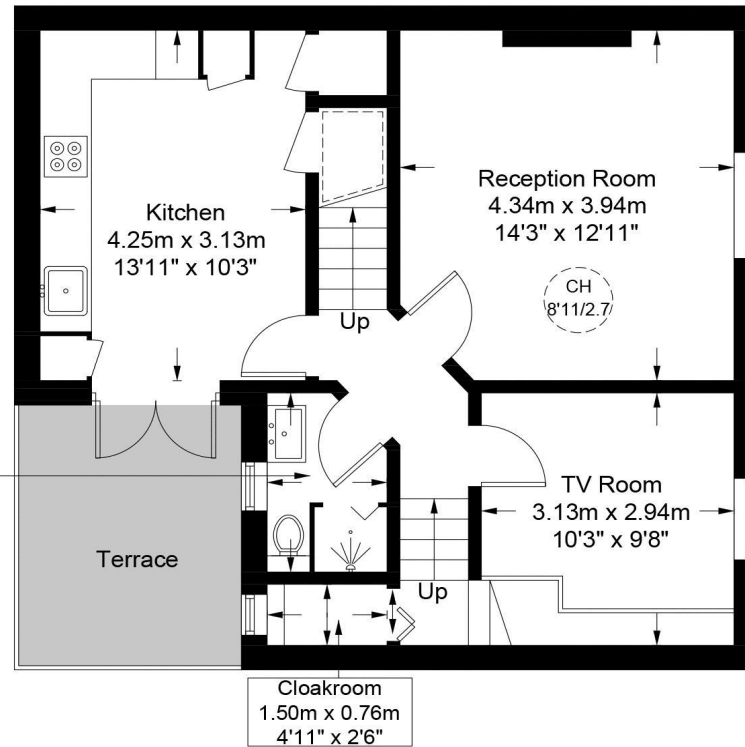 Kitchen
4.25m x 3.13m
13'11" x 10'3"
Reception Room
4.34m x 3.94m
14'3" x 12'11"
CH
8'11/2.7
Up
TV Room
3.13m x 2.94m
10'3" x 9'8"
Terrace
Up
Cloakroom
1.50m x 0.76m
4'11" x 2'6"